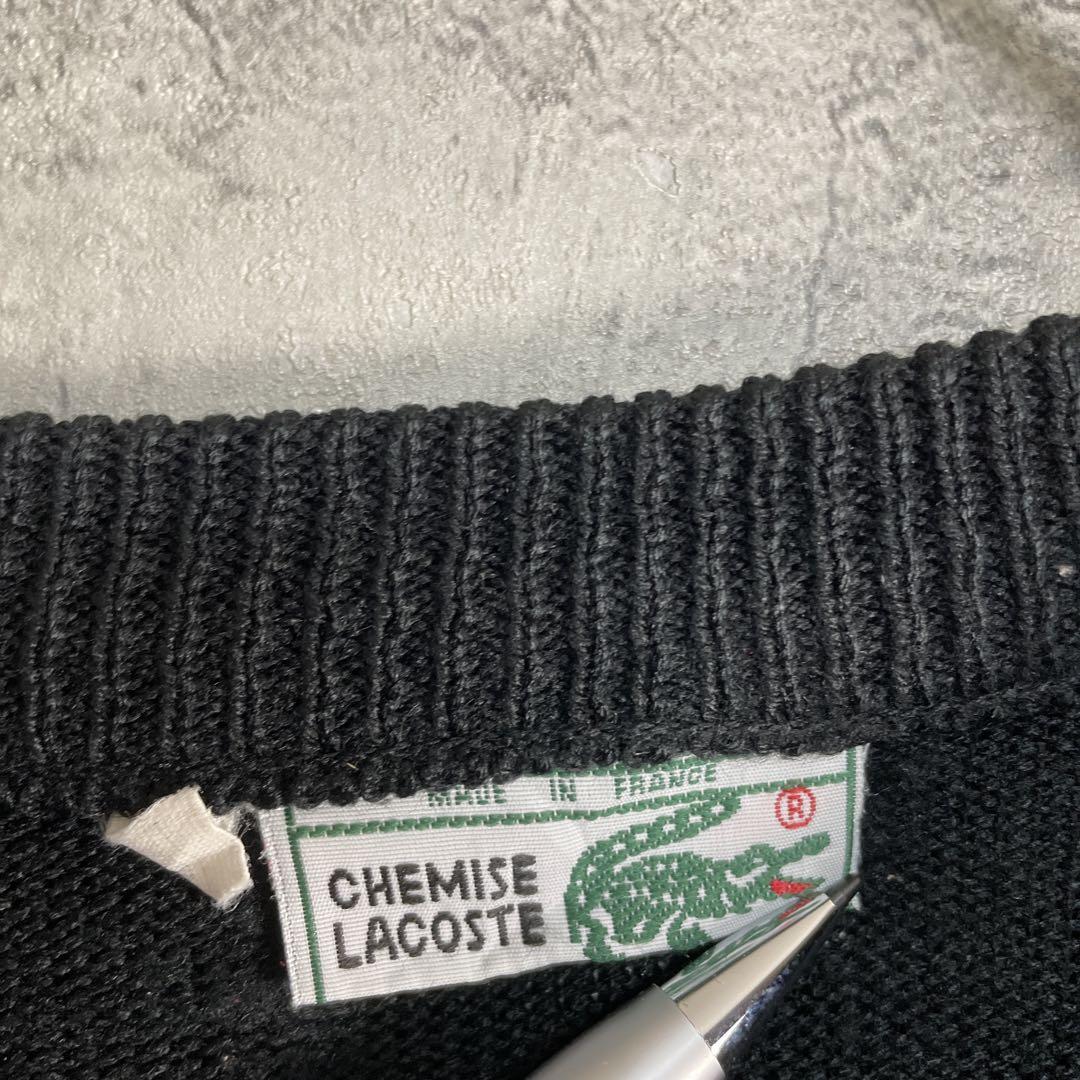 MADE IN FRANCE
®
CHEMISE
LACOSTE